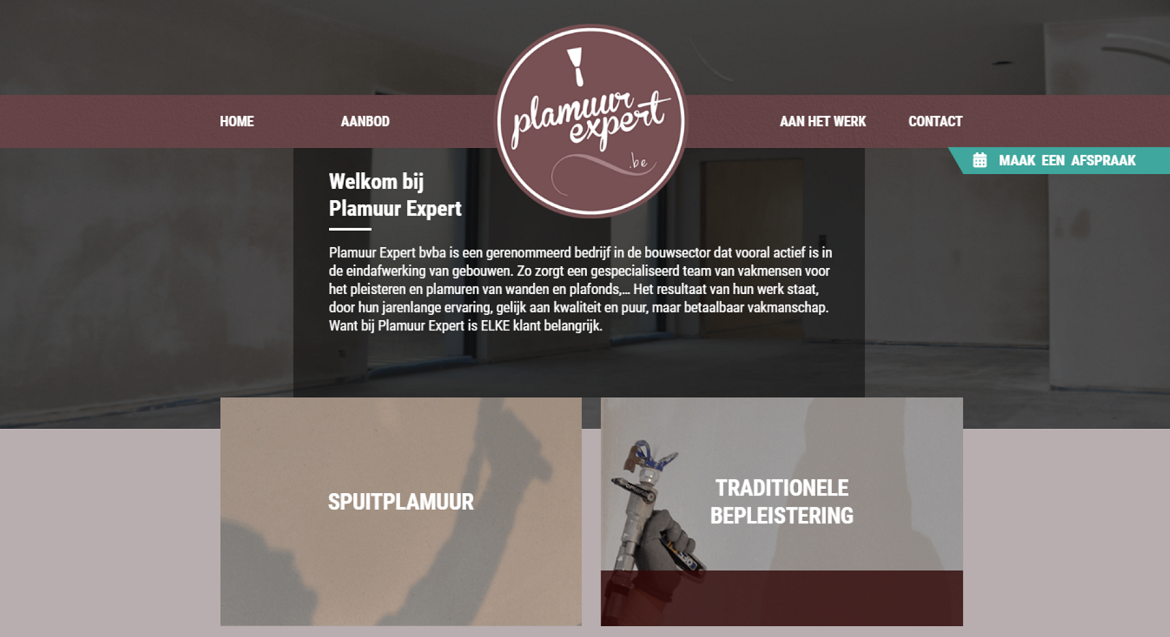 HOME
AANBOD
plamuur
expert
.be
AAN HET WERK
CONTACT
MAAK EEN AFSPRAAK
Welkom bij
Plamuur Expert
Plamuur Expert bvba is een gerenommeerd bedrijf in de bouwsector dat vooral actief is in
de eindafwerking van gebouwen. Zo zorgt een gespecialiseerd team van vakmensen voor
het pleisteren en plamuren van wanden en plafonds,... Het resultaat van hun werk staat,
door hun jarenlange ervaring, gelijk aan kwaliteit en puur, maar betaalbaar vakmanschap.
Want bij Plamuur Expert is ELKE klant belangrijk.
SPUITPLAMUUR
TRADITIONELE
BEPLEISTERING